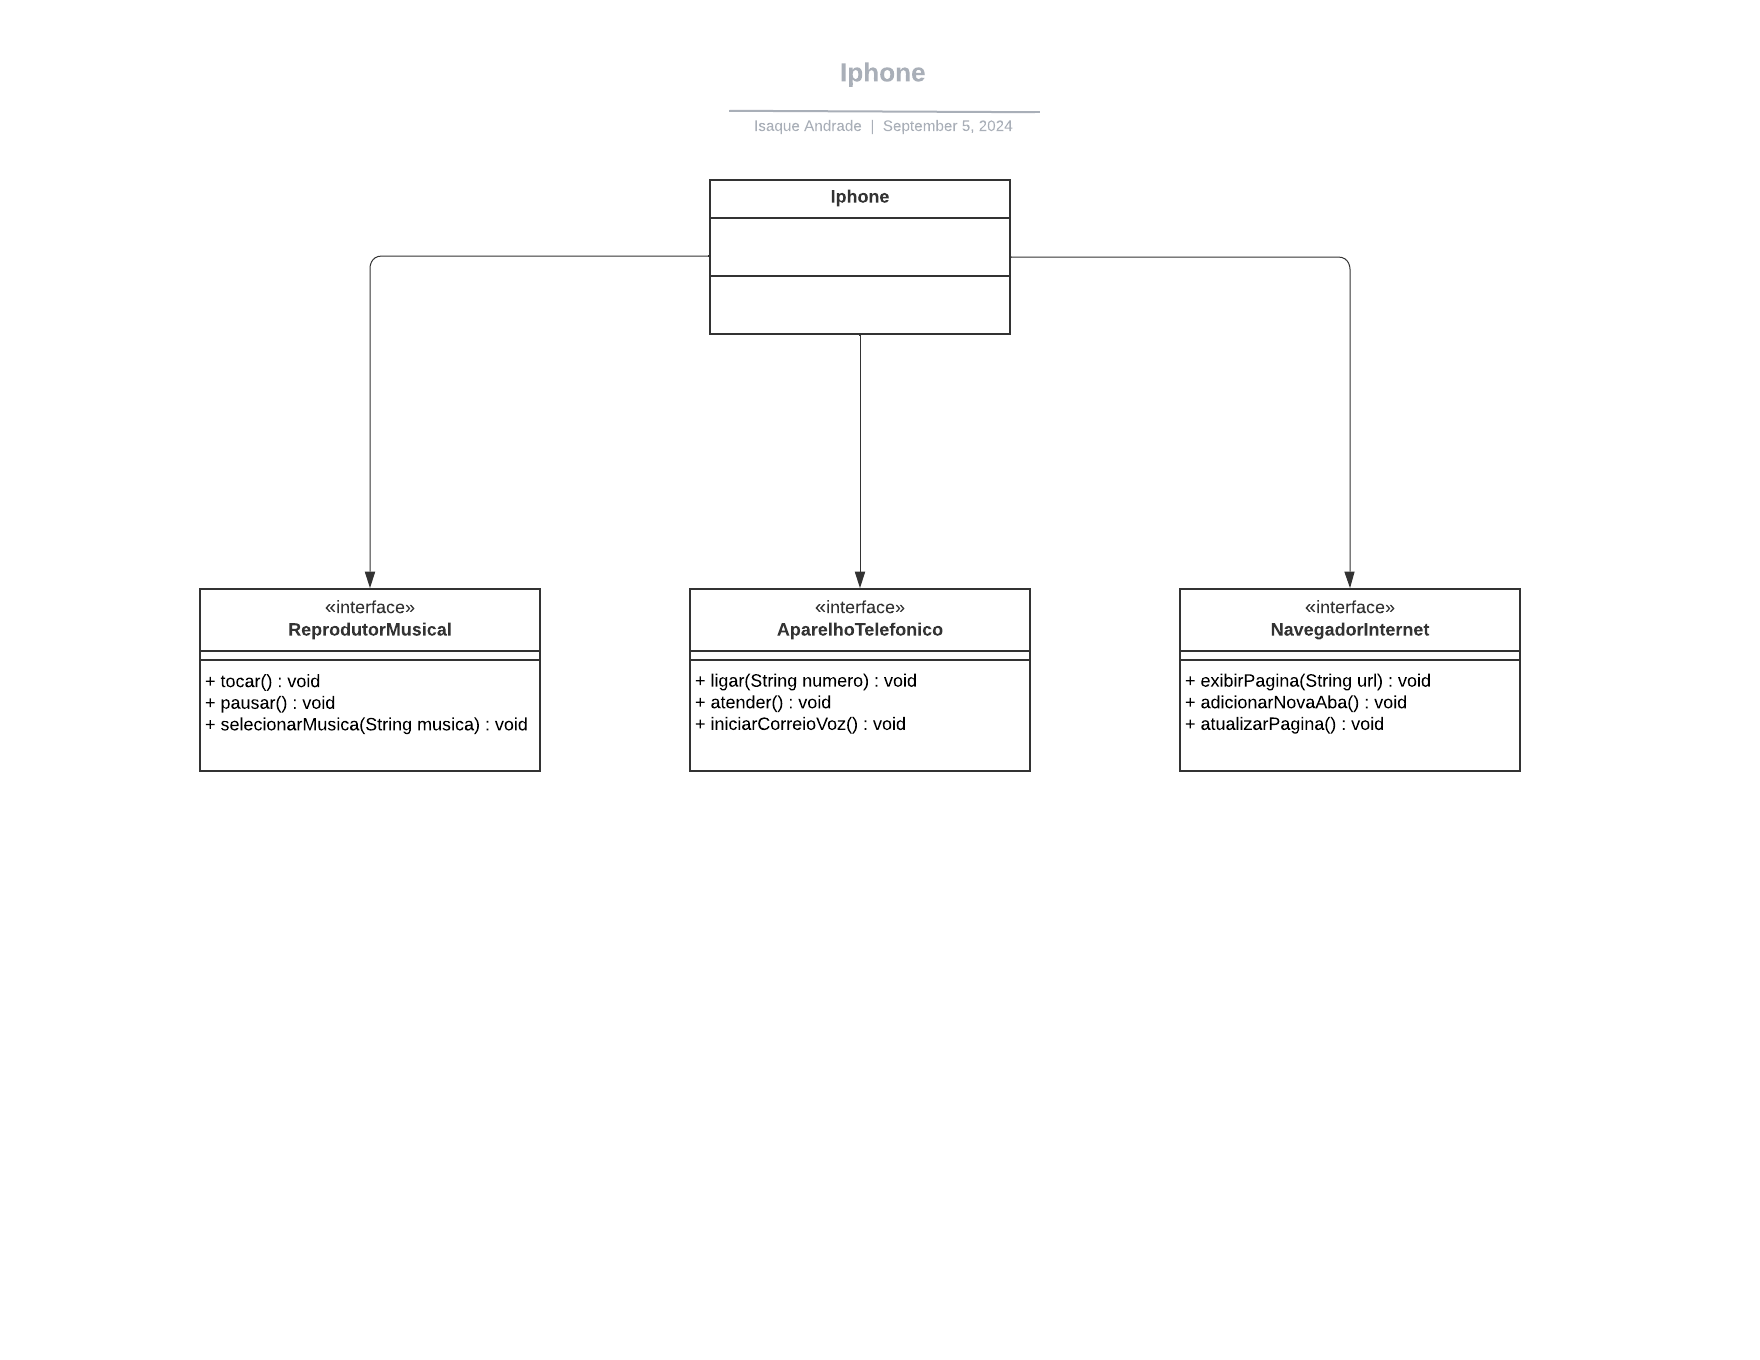 Iphone
Isaque Andrade | September 5, 2024
Iphone
«interface»
ReprodutorMusical
+ tocar() : void
+ pausar() : void
+ selecionarMusica(String musica) : void
«interface»
AparelhoTelefonico
+ ligar(String numero) : void
+ atender() : void
+ iniciarCorreioVoz() : void
«interface»
NavegadorInternet
+ exibirPagina(String url) : void
+ adicionarNovaAba() : void
+ atualizarPagina() : void